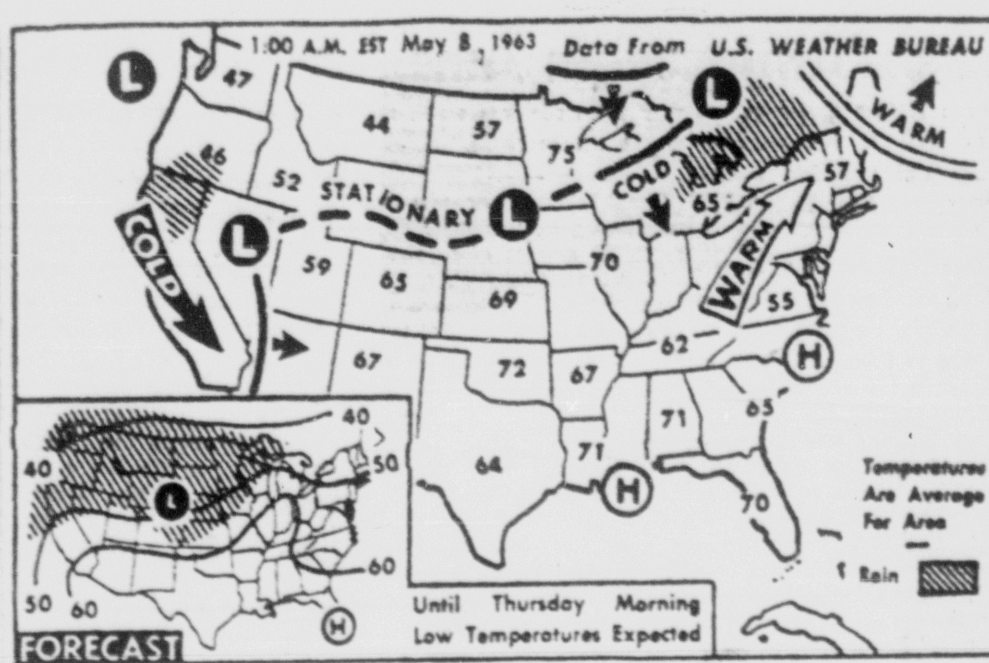 1:00 A.M. EST May 8, 1963 Data From U.S. WEATHER BUREAU
L
47
L
WARM
44
57
75
46
COLD
57
52
STATIONARY
65
L
L
COLD
WARM
59
65
70
69
55
62
H
67
72
67
71
65
64
71
H
70
Temperatures
Are Average
For Area
Rain
40
40
50
L
60
50 60
H
FORECAST
Until Thursday Morning
Low Temperatures Expected